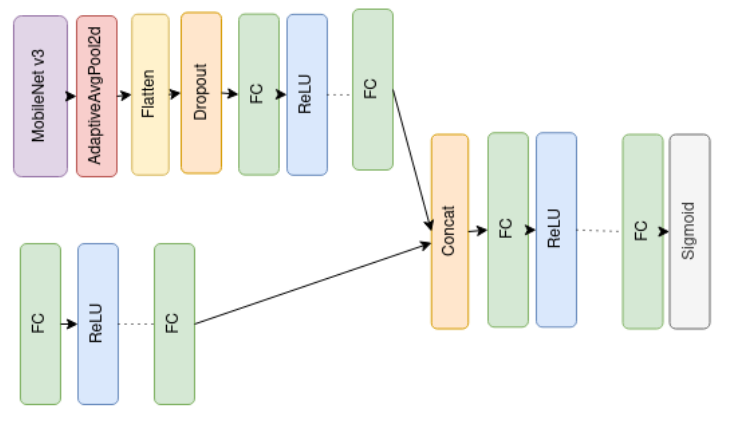 MobileNet v3
AdaptiveAvgPool2d
Flatten
Dropout
FC
ReLU
FC
FC
ReLU
FC
Concat
FC
ReLU
FC
Sigmoid